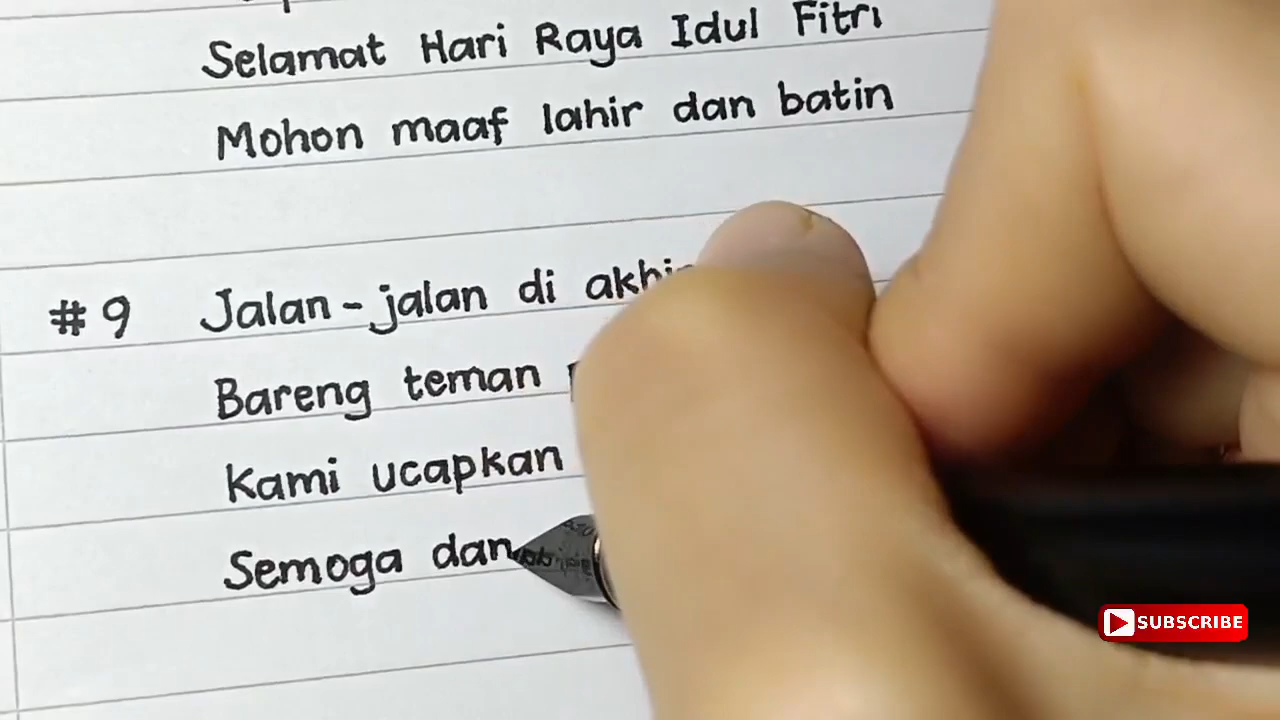 Selamat Hari Raya Idul Fitri
Mohon maaf lahir dan batin
#9 Jalan-jalan di
Bareng teman
Kami ucapkan
Semoga dan
SUBSCRIBE